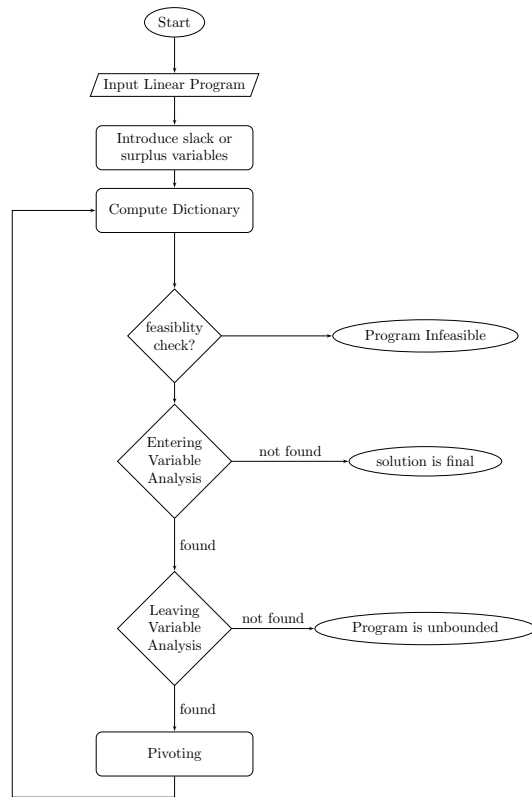 Start
Input Linear Program
Introduce slack or
surplus variables
Compute Dictionary
feasiblity
check?
Program Infeasible
Entering
Variable
Analysis
not found
solution is final
found
Leaving
Variable
Analysis
not found
Program is unbounded
found
Pivoting